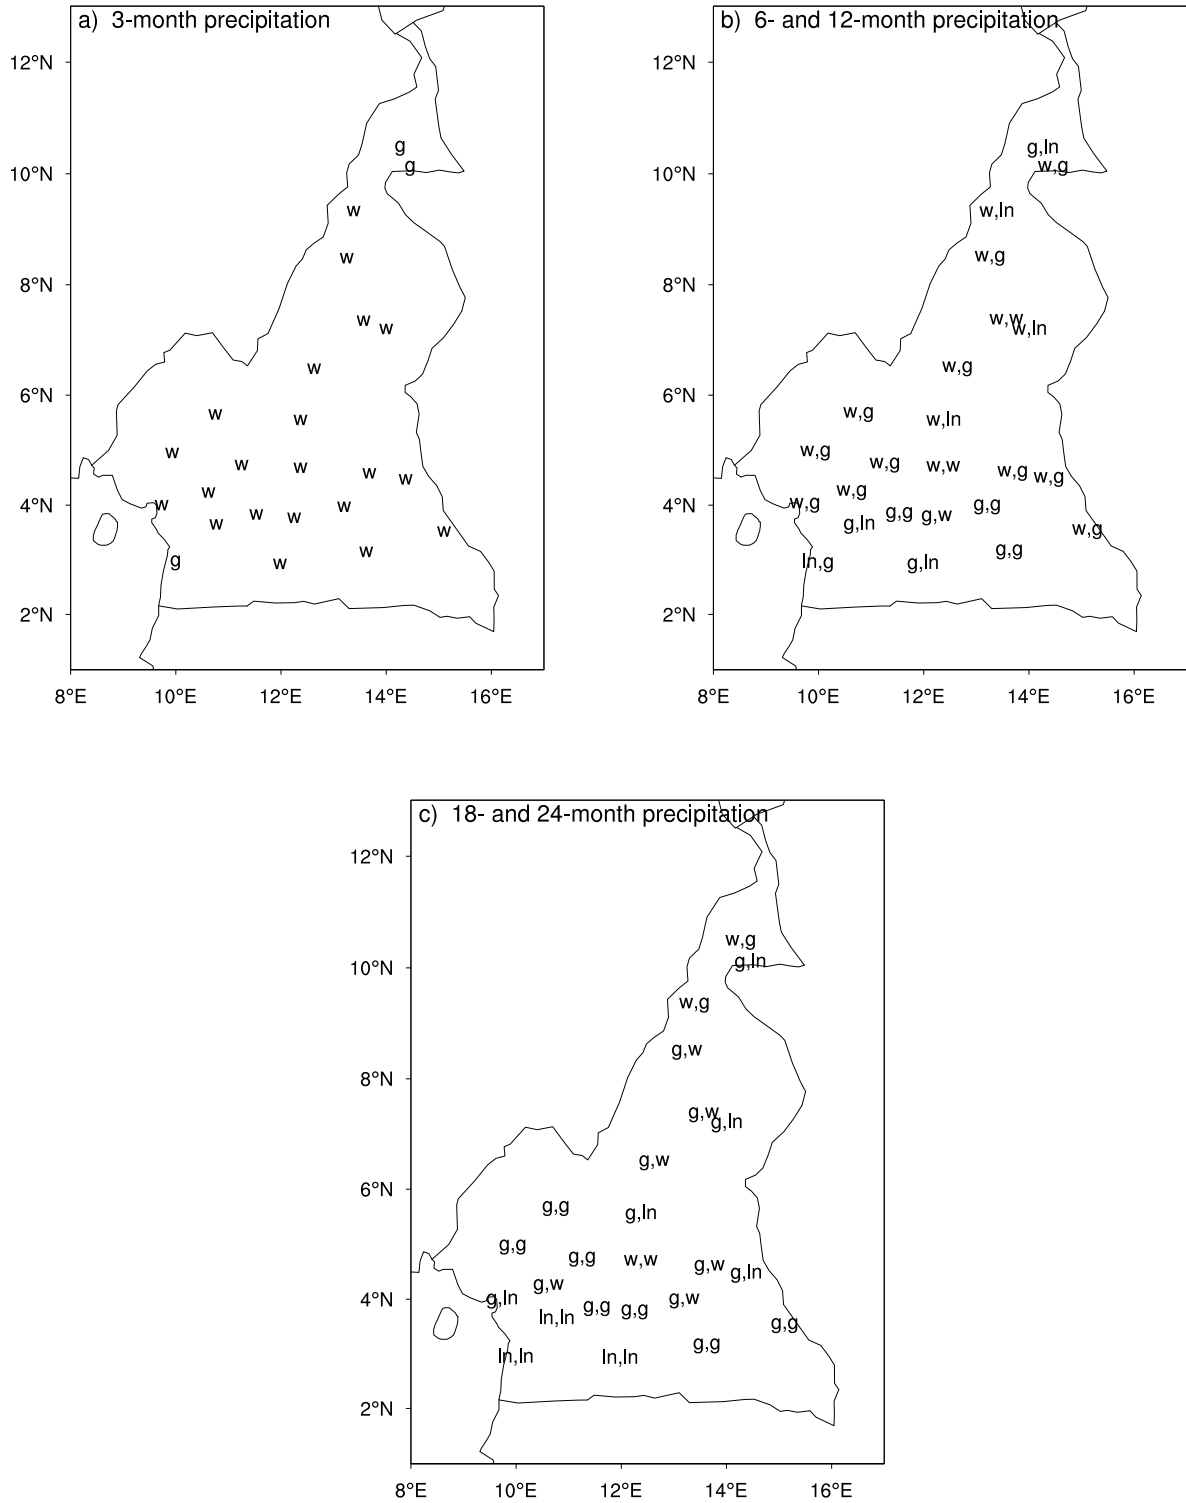 a) 3-month precipitation
12°N
g
g
10°N
w
w
8°N
w
w
w
6°N
w
w
w
w
w
w
w
w
4°N
w
w
w
w
w
w
w
g
w
2°N
8°E 10°E 12°E 14°E 16°E
b) 6- and 12-month precipitation
12°N
g,ln
w,g
10°N
w,ln
w,g
8°N
w,w
w,ln
w,g
6°N
w,g
w,ln
w,g
w,g
w,w
w,g
w,g
w,g
4°N
w,g
g,g
g,g
g,w
g,ln
w,g
g,g
ln,g
g,ln
2°N
8°E 10°E 12°E 14°E 16°E
c) 18- and 24-month precipitation
12°N
w,g
g,ln
10°N
w,g
g,w
8°N
g,w
g,ln
g,w
6°N
g,g
g,ln
g,g
g,g
w,w
g,w
g,ln
g,w
4°N
g,ln
g,w
g,g
g,g
ln,ln
g,g
g,g
ln,ln
ln,ln
2°N
8°E 10°E 12°E 14°E 16°E